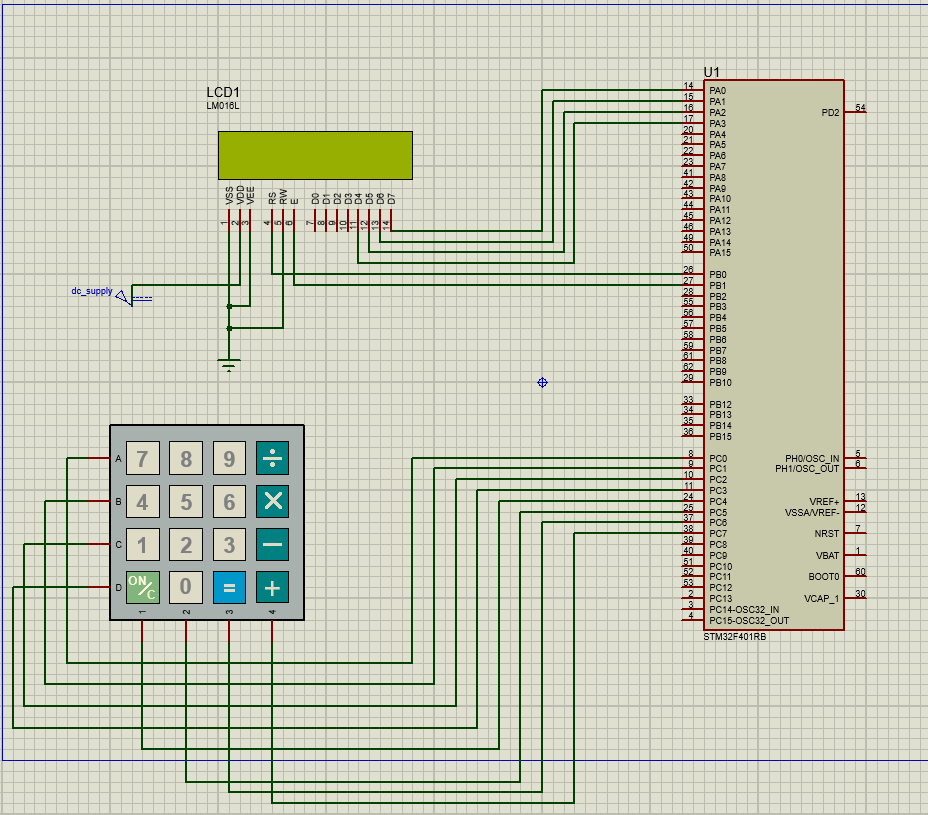 LCD1
LM016L
VSS
VDD
VEE
RS
RW
E
D0
D1
D2
D3
D4
D5
D6
D7
1
2
3
4
5
6
7
8
9
10
11
12
13
14
dc_supply
U1
14 PA0
15 PA1
16 PA2
17 PA3
20 PA4
21 PA5
22 PA6
23 PA7
41 PA8
42 PA9
43 PA10
44 PA11
45 PA12
46 PA13
49 PA14
50 PA15
26 PB0
27 PB1
28 PB2
55 PB3
56 PB4
57 PB5
58 PB6
59 PB7
61 PB8
62 PB9
29 PB10
33 PB12
34 PB13
35 PB14
36 PB15
8 PC0
9 PC1
10 PC2
11 PC3
24 PC4
25 PC5
37 PC6
38 PC7
39 PC8
40 PC9
51 PC10
52 PC11
53 PC12
2 PC13
3 PC14-OSC32_IN
4 PC15-OSC32_OUT
PD2 54
PH0/OSC_IN 5
PH1/OSC_OUT 6
VREF+ 13
VSSA/VREF- 12
NRST 7
VBAT 1
BOOT0 60
VCAP_1 30
STM32F401RB
A 7 8 9 ÷
B 4 5 6 ×
C 1 2 3 −
D ON/C 0 = +
1 2 3 4